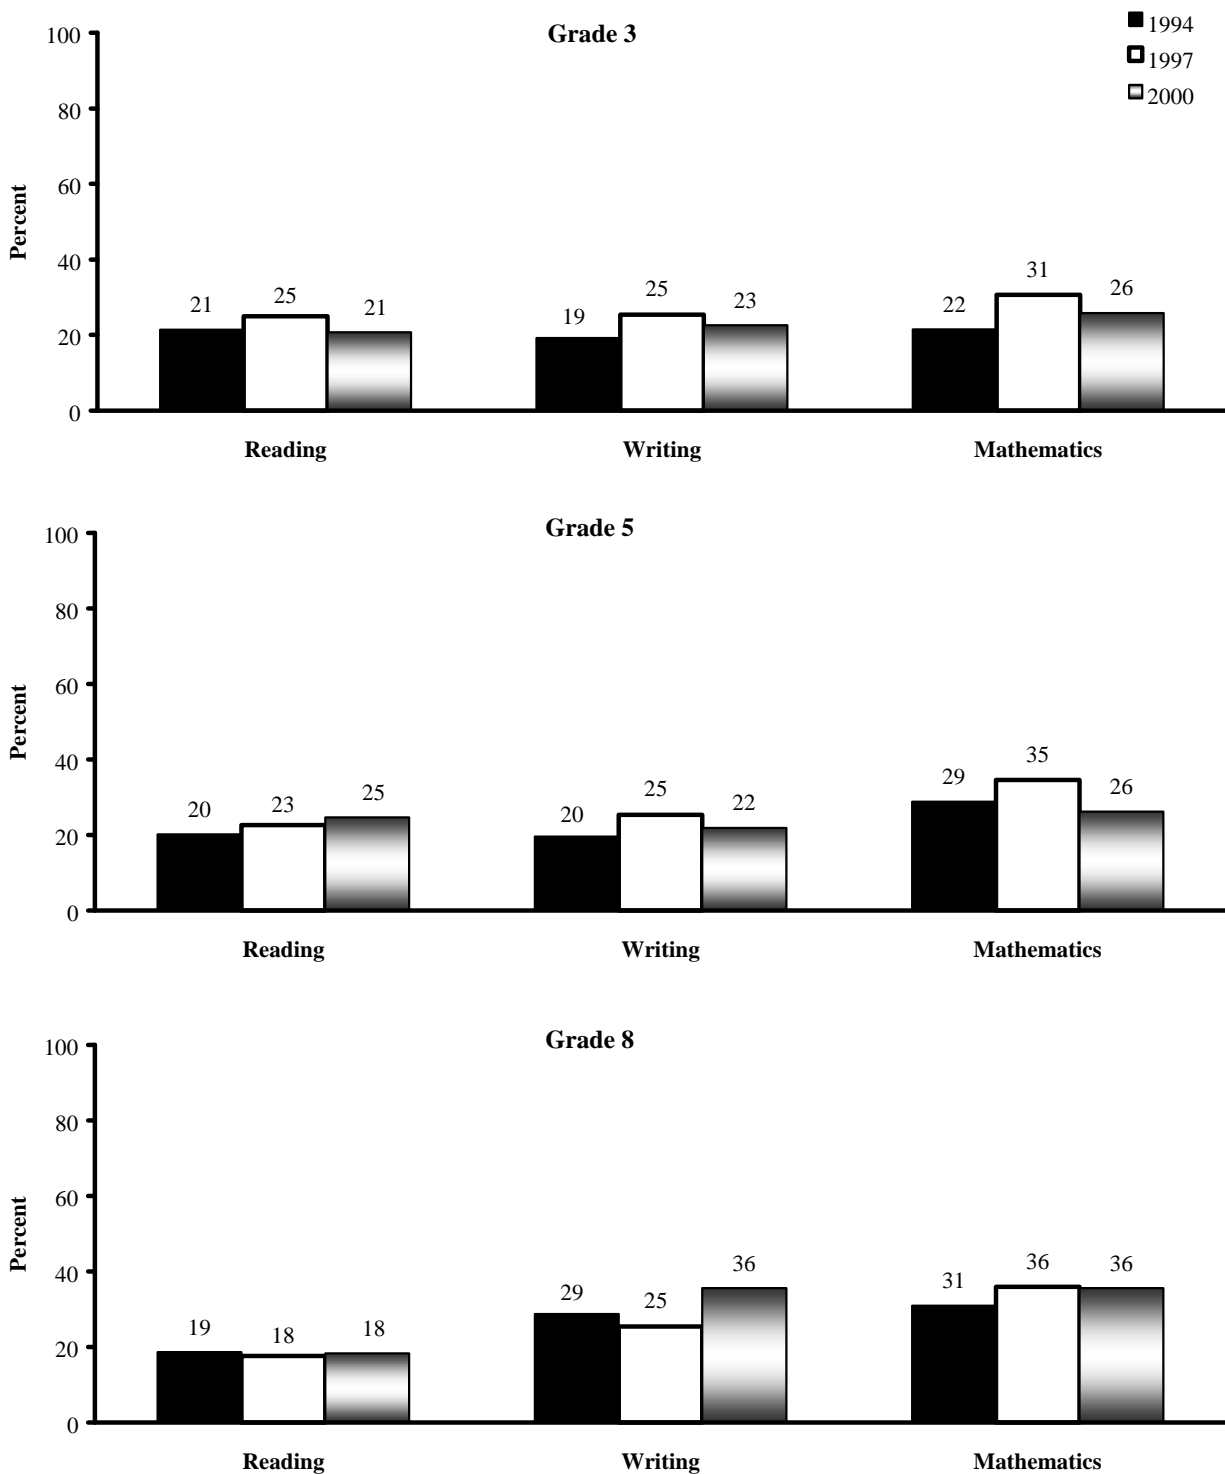 Grade 3
1994
1997
2000
100
80
60
40
20
0
Percent
21 25 21
19 25 23
22 31 26
Reading Writing Mathematics
Grade 5
100
80
60
40
20
0
Percent
20 23 25
20 25 22
29 35 26
Reading Writing Mathematics
Grade 8
100
80
60
40
20
0
Percent
19 18 18
29 25 36
31 36 36
Reading Writing Mathematics